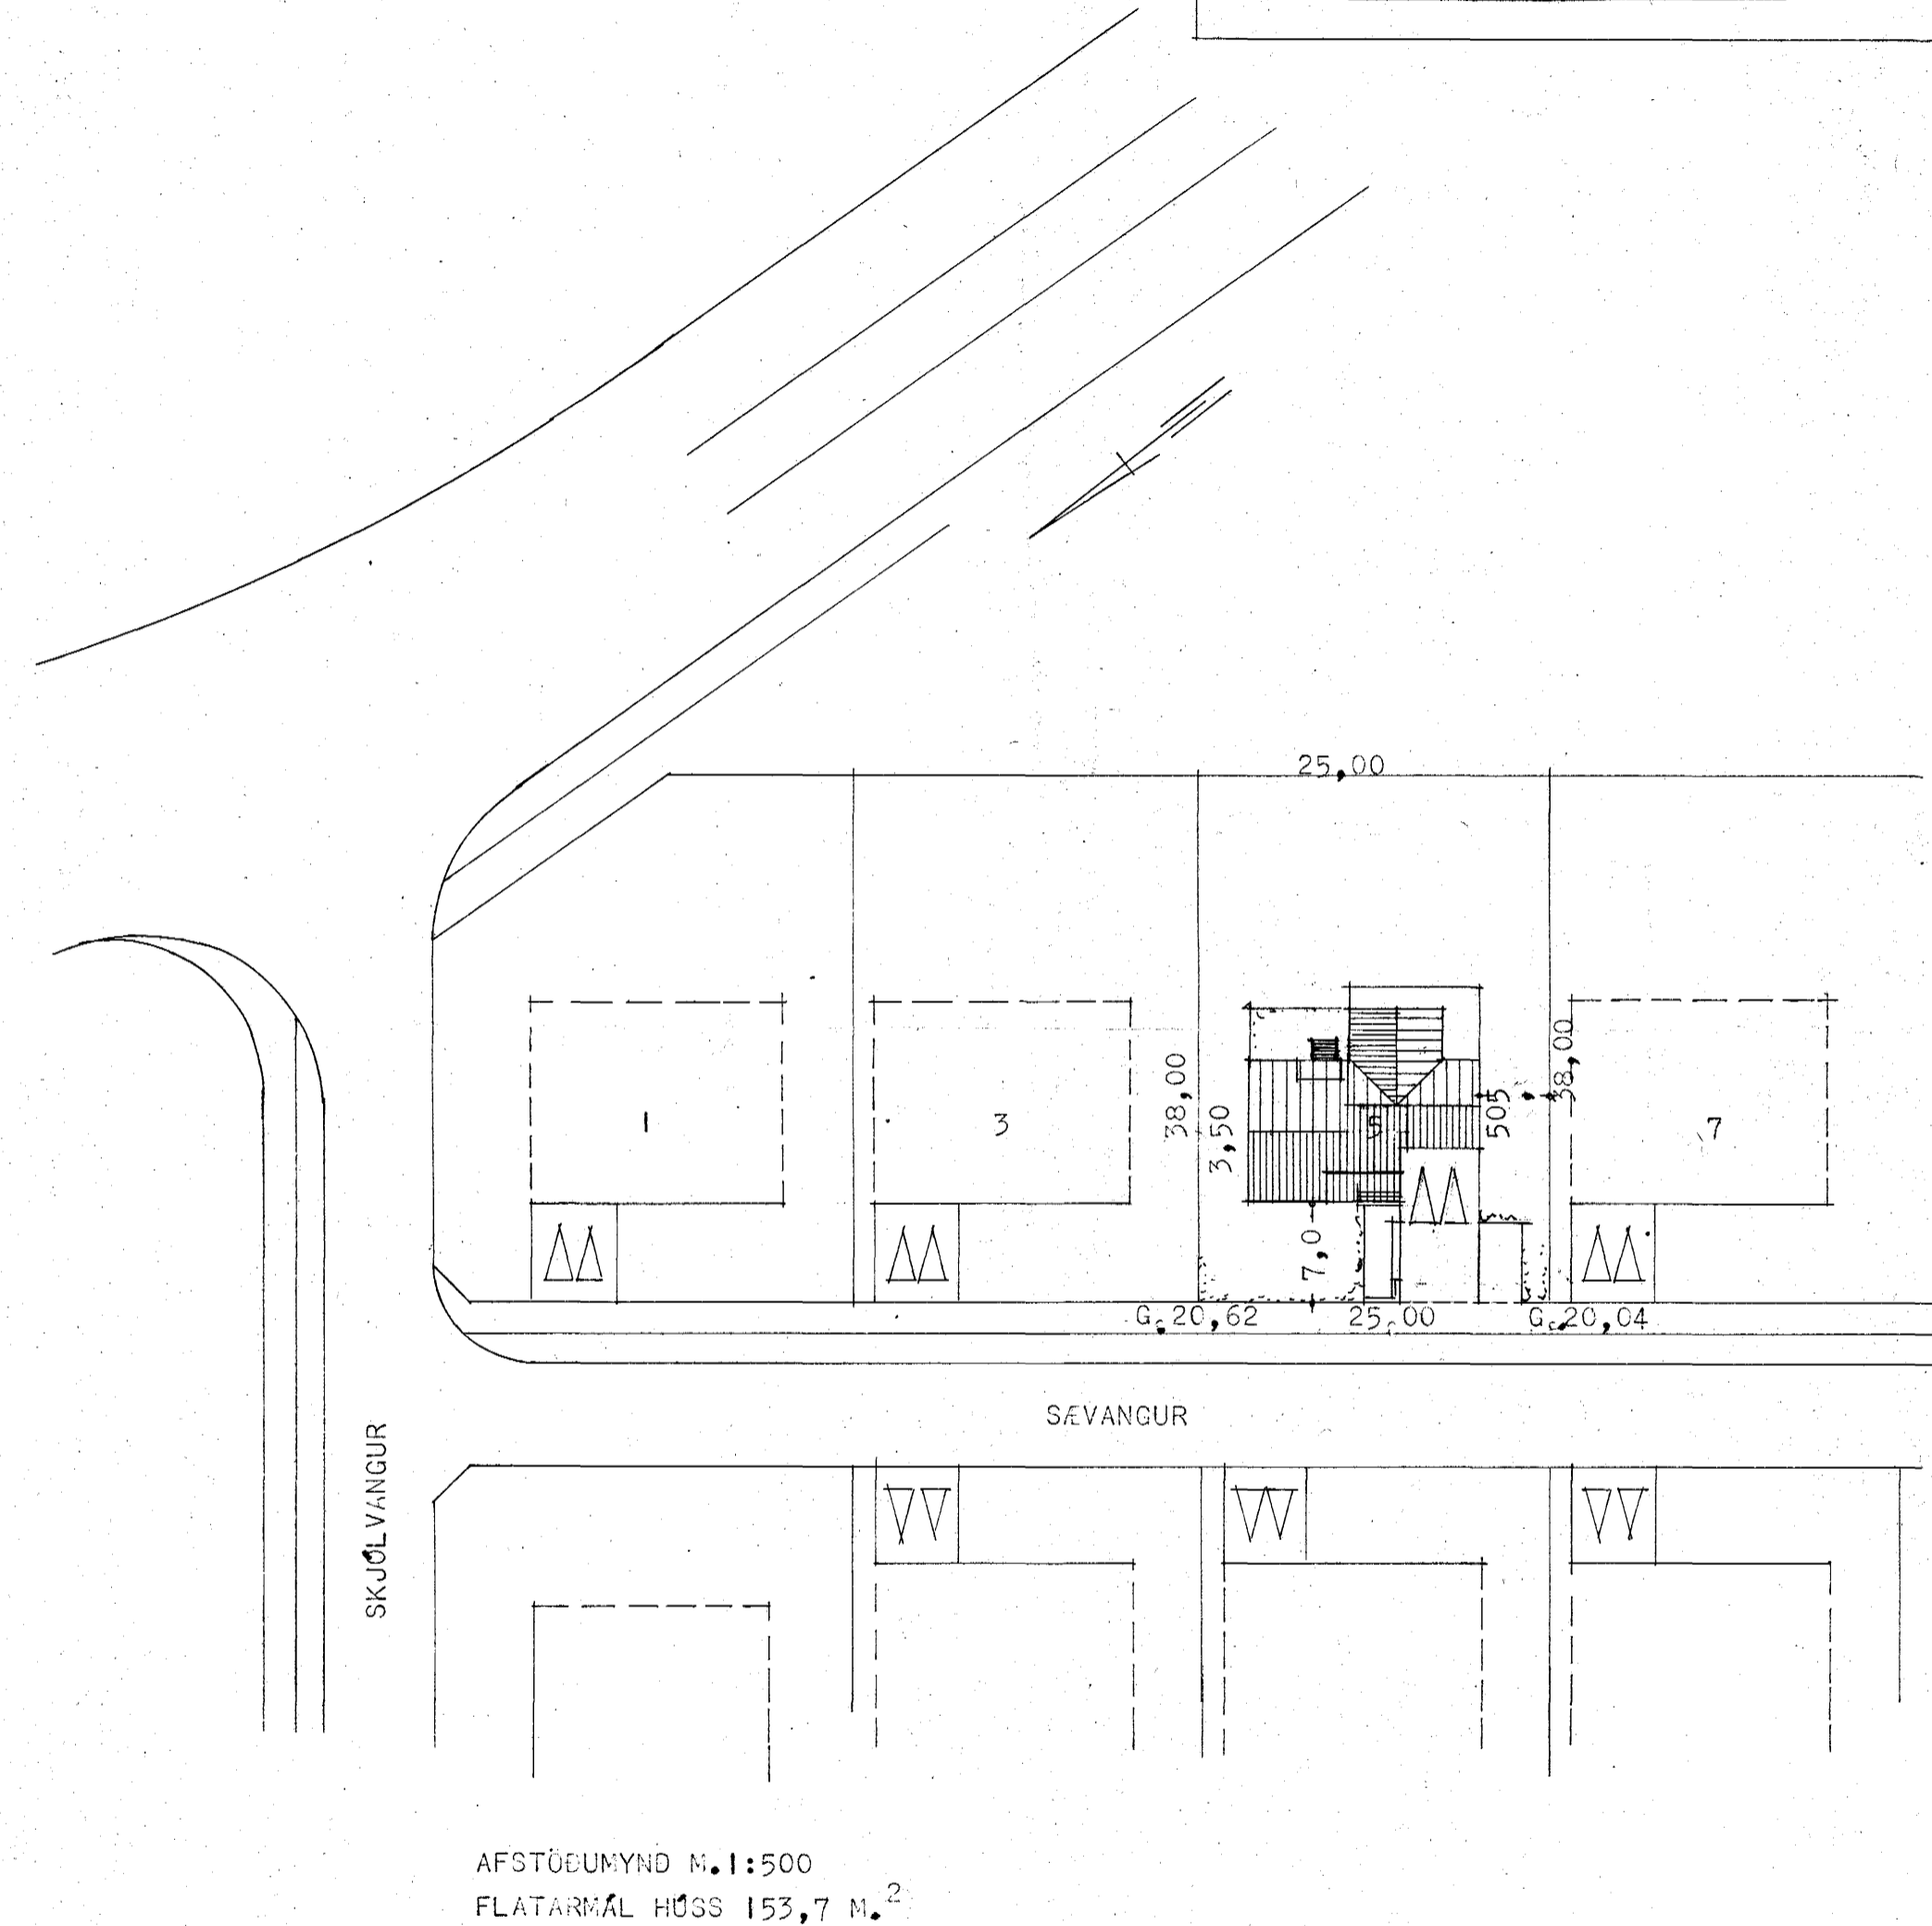 25,00
38,00
3,50
505
38,00
1
3
5
7
7,0
G.20,62
25,00
G.20,04
SÆVANGUR
SKJÓLVANGUR
AFSTÖÐUMYND M.1:500
FLATARMÁL HÚSS 153,7 M.²